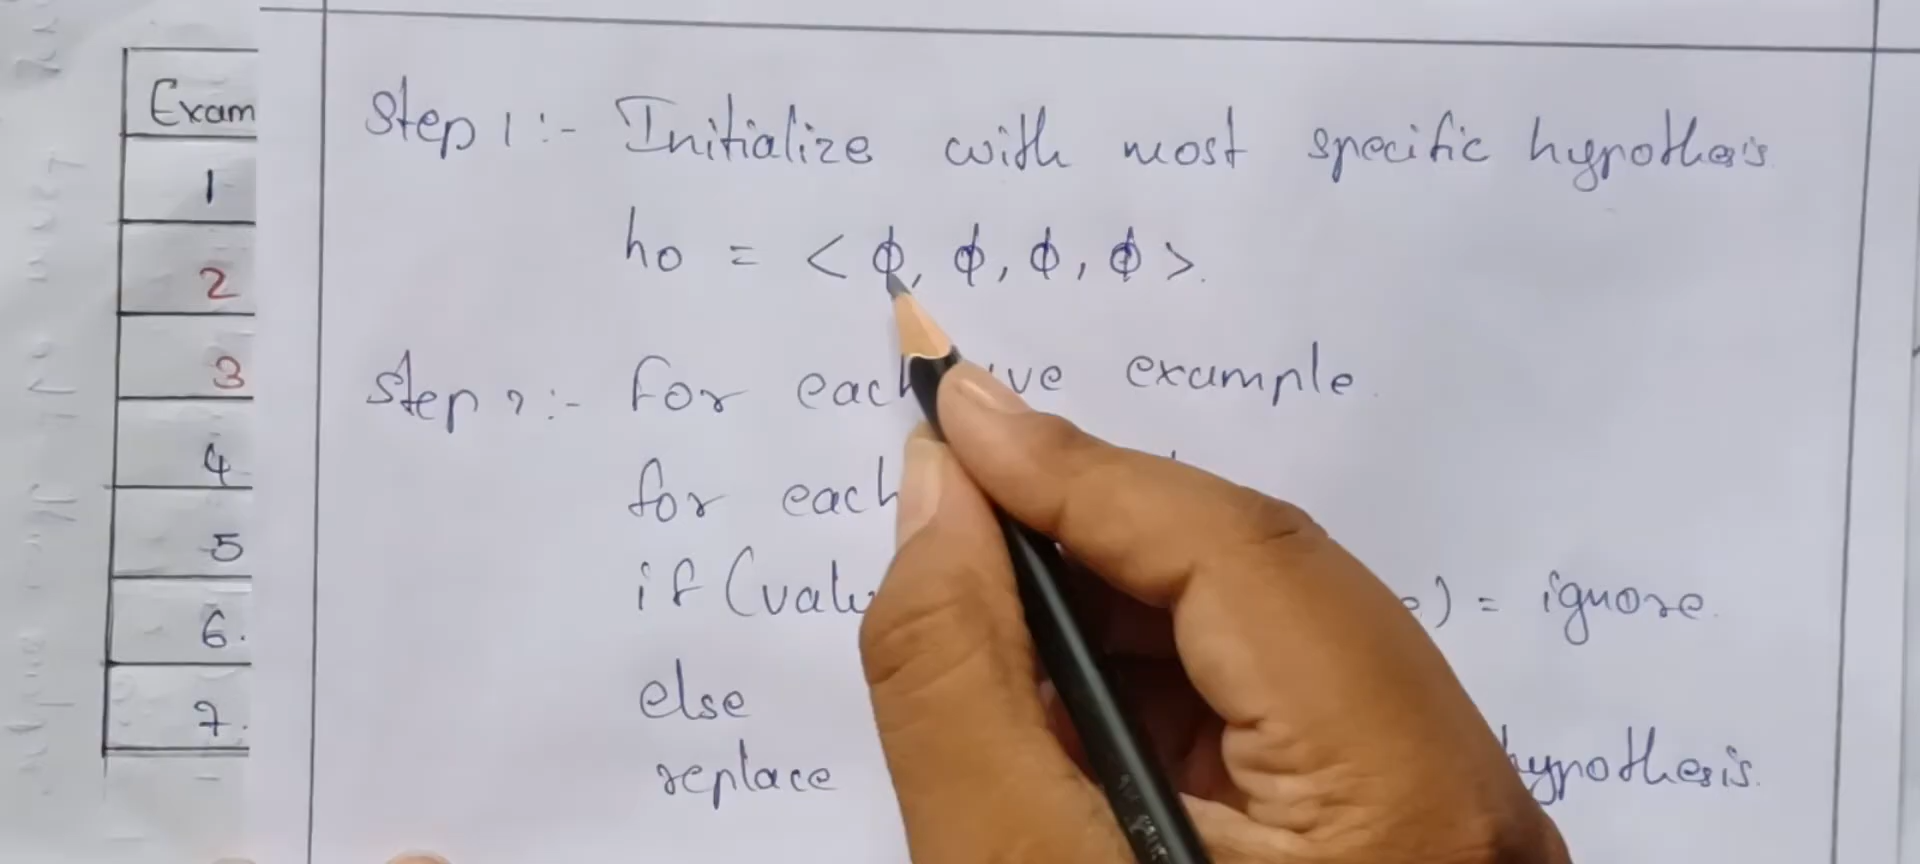 Exam
1
2
3
4
5
6.
7.
Step 1 :- Initialize with most specific hypothesis.
h0 = < ϕ, ϕ, ϕ, ϕ >.
Step 2 :- for each ve example.
for each
if (valu ) = ignore.
else
replace hypothesis.